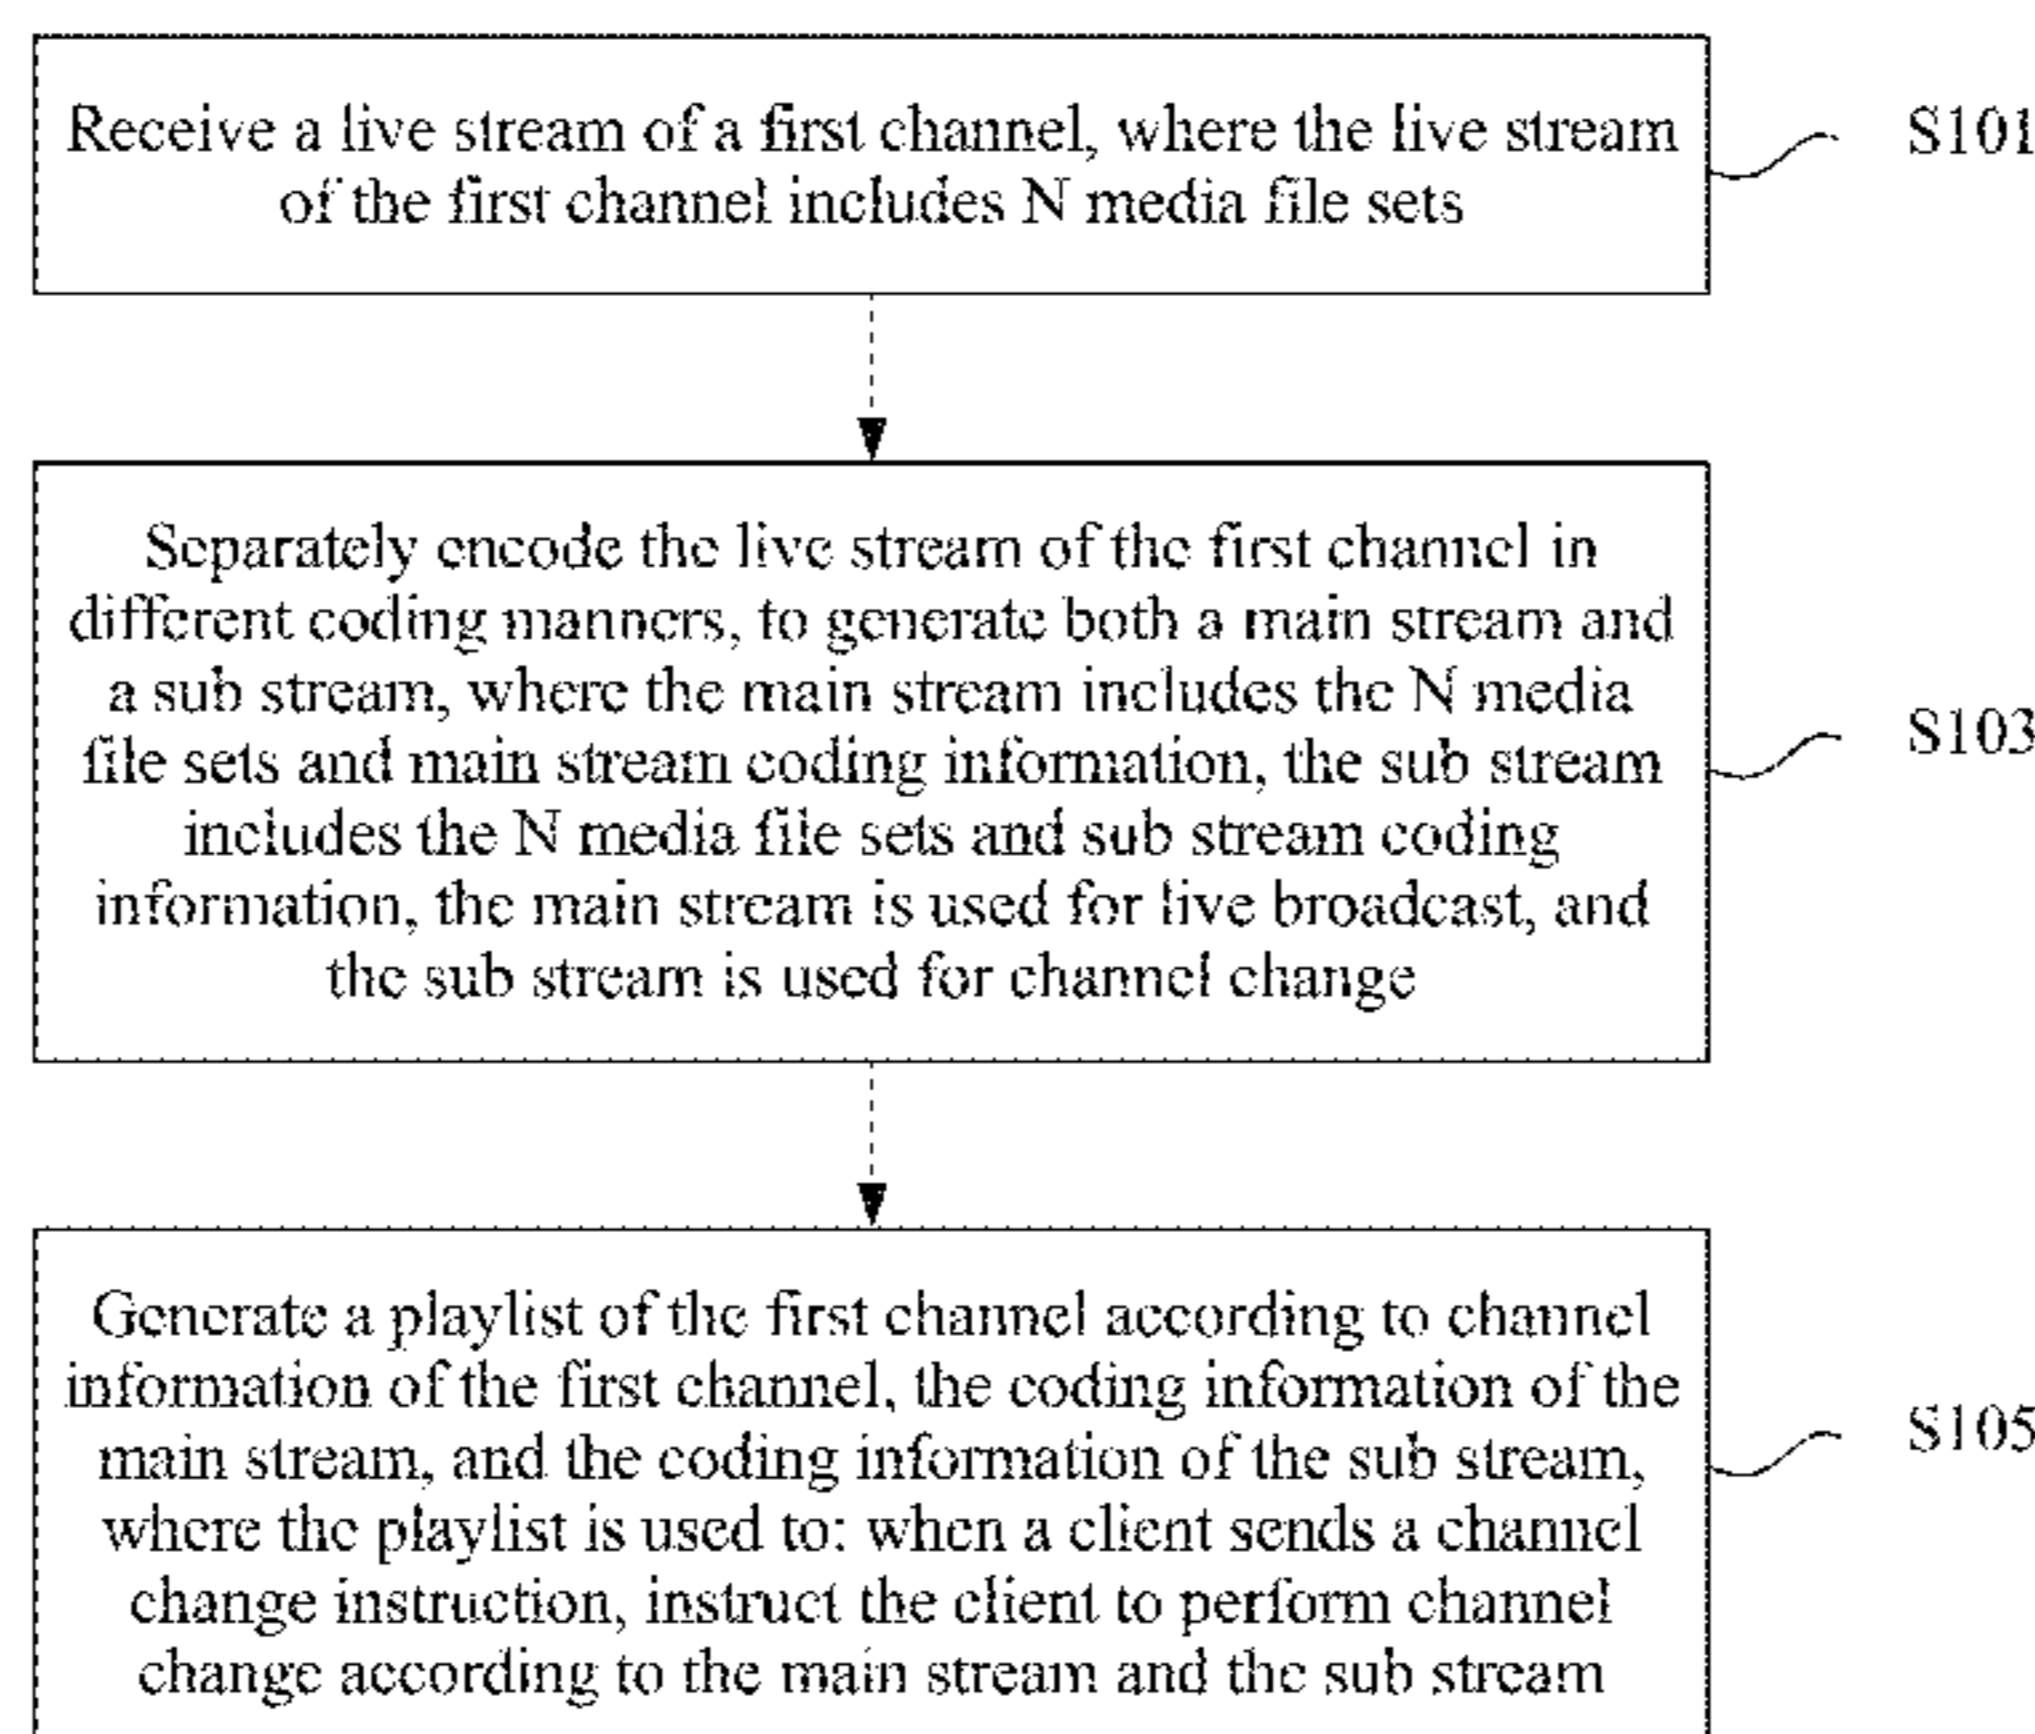 Receive a live stream of a first channel, where the live stream
of the first channel includes N media file sets
S101
Separately encode the live stream of the first channel in
different coding manners, to generate both a main stream and
a sub stream, where the main stream includes the N media
file sets and main stream coding information, the sub stream
includes the N media file sets and sub stream coding
information, the main stream is used for live broadcast, and
the sub stream is used for channel change
S103
Generate a playlist of the first channel according to channel
information of the first channel, the coding information of the
main stream, and the coding information of the sub stream,
where the playlist is used to: when a client sends a channel
change instruction, instruct the client to perform channel
change according to the main stream and the sub stream
S105